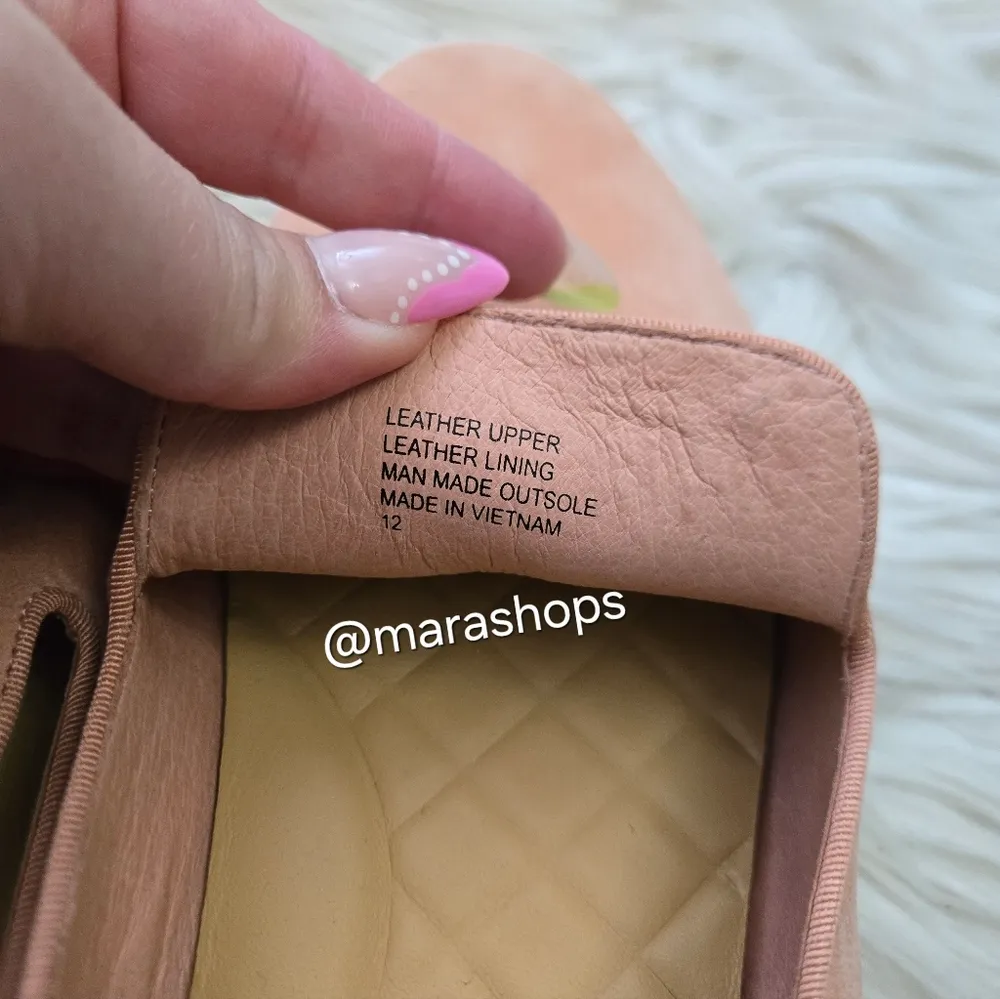 LEATHER UPPER
LEATHER LINING
MAN MADE OUTSOLE
MADE IN VIETNAM
12
@marashops